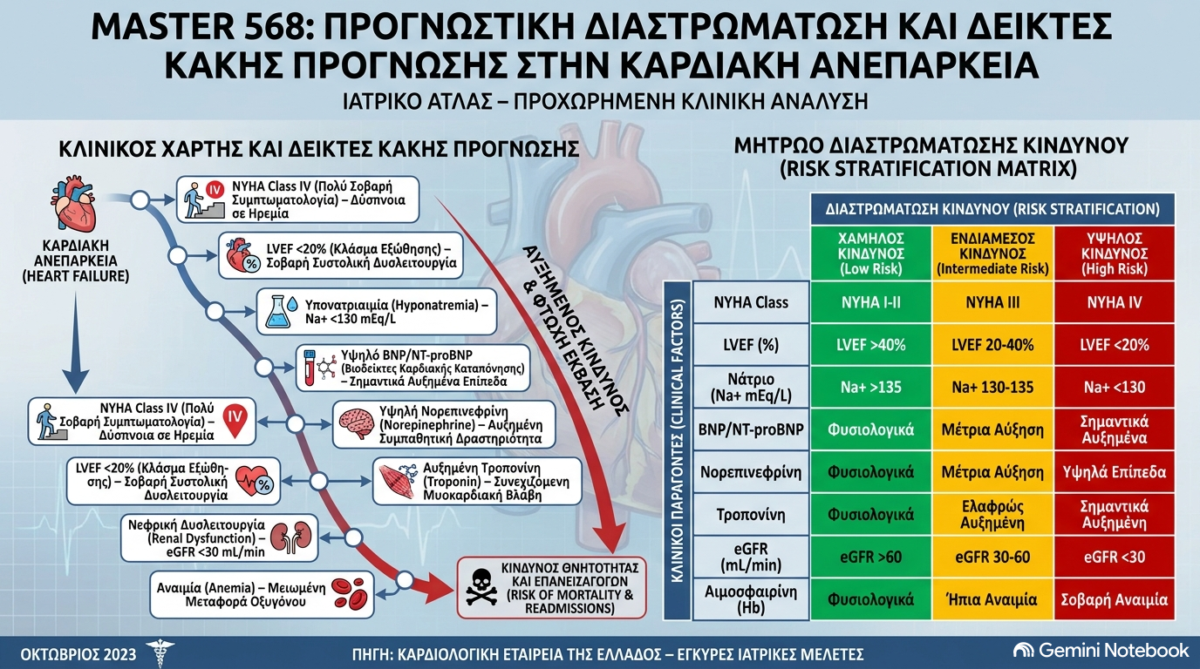 MASTER 568: ΠΡΟΓΝΩΣΤΙΚΗ ΔΙΑΣΤΡΩΜΑΤΩΣΗ ΚΑΙ ΔΕΙΚΤΕΣ
ΚΑΚΗΣ ΠΡΟΓΝΩΣΗΣ ΣΤΗΝ ΚΑΡΔΙΑΚΗ ΑΝΕΠΑΡΚΕΙΑ
ΙΑΤΡΙΚΟ ΑΤΛΑΣ – ΠΡΟΧΩΡΗΜΕΝΗ ΚΛΙΝΙΚΗ ΑΝΑΛΥΣΗ
ΚΛΙΝΙΚΟΣ ΧΑΡΤΗΣ ΚΑΙ ΔΕΙΚΤΕΣ ΚΑΚΗΣ ΠΡΟΓΝΩΣΗΣ
ΚΑΡΔΙΑΚΗ
ΑΝΕΠΑΡΚΕΙΑ
(HEART FAILURE)
IV
NYHA Class IV (Πολύ Σοβαρή
Συμπτωματολογία) – Δύσπνοια
σε Ηρεμία
%
LVEF <20% (Κλάσμα Εξώθησης) –
Σοβαρή Συστολική Δυσλειτουργία
Υπονατριαιμία (Hyponatremia) –
Na+ <130 mEq/L
Υψηλό BNP/NT-proBNP
(Βιοδείκτες Καρδιακής Καταπόνησης)
– Σημαντικά Αυξημένα Επίπεδα
NYHA Class IV (Πολύ
Σοβαρή Συμπτωματολογία) –
Δύσπνοια σε Ηρεμία
IV
Υψηλή Νορεπινεφρίνη
(Norepinephrine) – Αυξημένη
Συμπαθητική Δραστηριότητα
LVEF <20% (Κλάσμα Εξώθη-
σης) – Σοβαρή Συστολική
Δυσλειτουργία
%
Αυξημένη Τροπονίνη
(Troponin) – Συνεχιζόμενη
Μυοκαρδιακή Βλάβη
Νεφρική Δυσλειτουργία
(Renal Dysfunction) –
eGFR <30 mL/min
Αναιμία (Anemia) – Μειωμένη
Μεταφορά Οξυγόνου
ΑΥΞΗΜΕΝΟΣ ΚΙΝΔΥΝΟΣ
& ΦΤΩΧΗ ΕΚΒΑΣΗ
ΚΙΝΔΥΝΟΣ ΘΝΗΤΟΤΗΤΑΣ
ΚΑΙ ΕΠΑΝΕΙΣΑΓΩΓΩΝ
(RISK OF MORTALITY &
READMISSIONS)
ΜΗΤΡΩΟ ΔΙΑΣΤΡΩΜΑΤΩΣΗΣ ΚΙΝΔΥΝΟΥ
(RISK STRATIFICATION MATRIX)
ΔΙΑΣΤΡΩΜΑΤΩΣΗ ΚΙΝΔΥΝΟΥ (RISK STRATIFICATION)
ΧΑΜΗΛΟΣ ΚΙΝΔΥΝΟΣ (Low Risk) ΕΝΔΙΑΜΕΣΟΣ ΚΙΝΔΥΝΟΣ (Intermediate Risk) ΥΨΗΛΟΣ ΚΙΝΔΥΝΟΣ (High Risk)
ΚΛΙΝΙΚΟΙ ΠΑΡΑΓΟΝΤΕΣ (CLINICAL FACTORS)
NYHA Class NYHA I-II NYHA III NYHA IV
LVEF (%) LVEF >40% LVEF 20-40% LVEF <20%
Νάτριο (Na+ mEq/L) Na+ >135 Na+ 130-135 Na+ <130
BNP/NT-proBNP Φυσιολογικά Μέτρια Αύξηση Σημαντικά Αυξημένα
Νορεπινεφρίνη Φυσιολογικά Μέτρια Αύξηση Υψηλά Επίπεδα
Τροπονίνη Φυσιολογικά Ελαφρώς Αυξημένη Σημαντικά Αυξημένη
eGFR (mL/min) eGFR >60 eGFR 30-60 eGFR <30
Αιμοσφαιρίνη (Hb) Φυσιολογικά Ήπια Αναιμία Σοβαρή Αναιμία
ΟΚΤΩΒΡΙΟΣ 2023
ΠΗΓΗ: ΚΑΡΔΙΟΛΟΓΙΚΗ ΕΤΑΙΡΕΙΑ ΤΗΣ ΕΛΛΑΔΟΣ – ΕΓΚΥΡΕΣ ΙΑΤΡΙΚΕΣ ΜΕΛΕΤΕΣ
Gemini Notebook